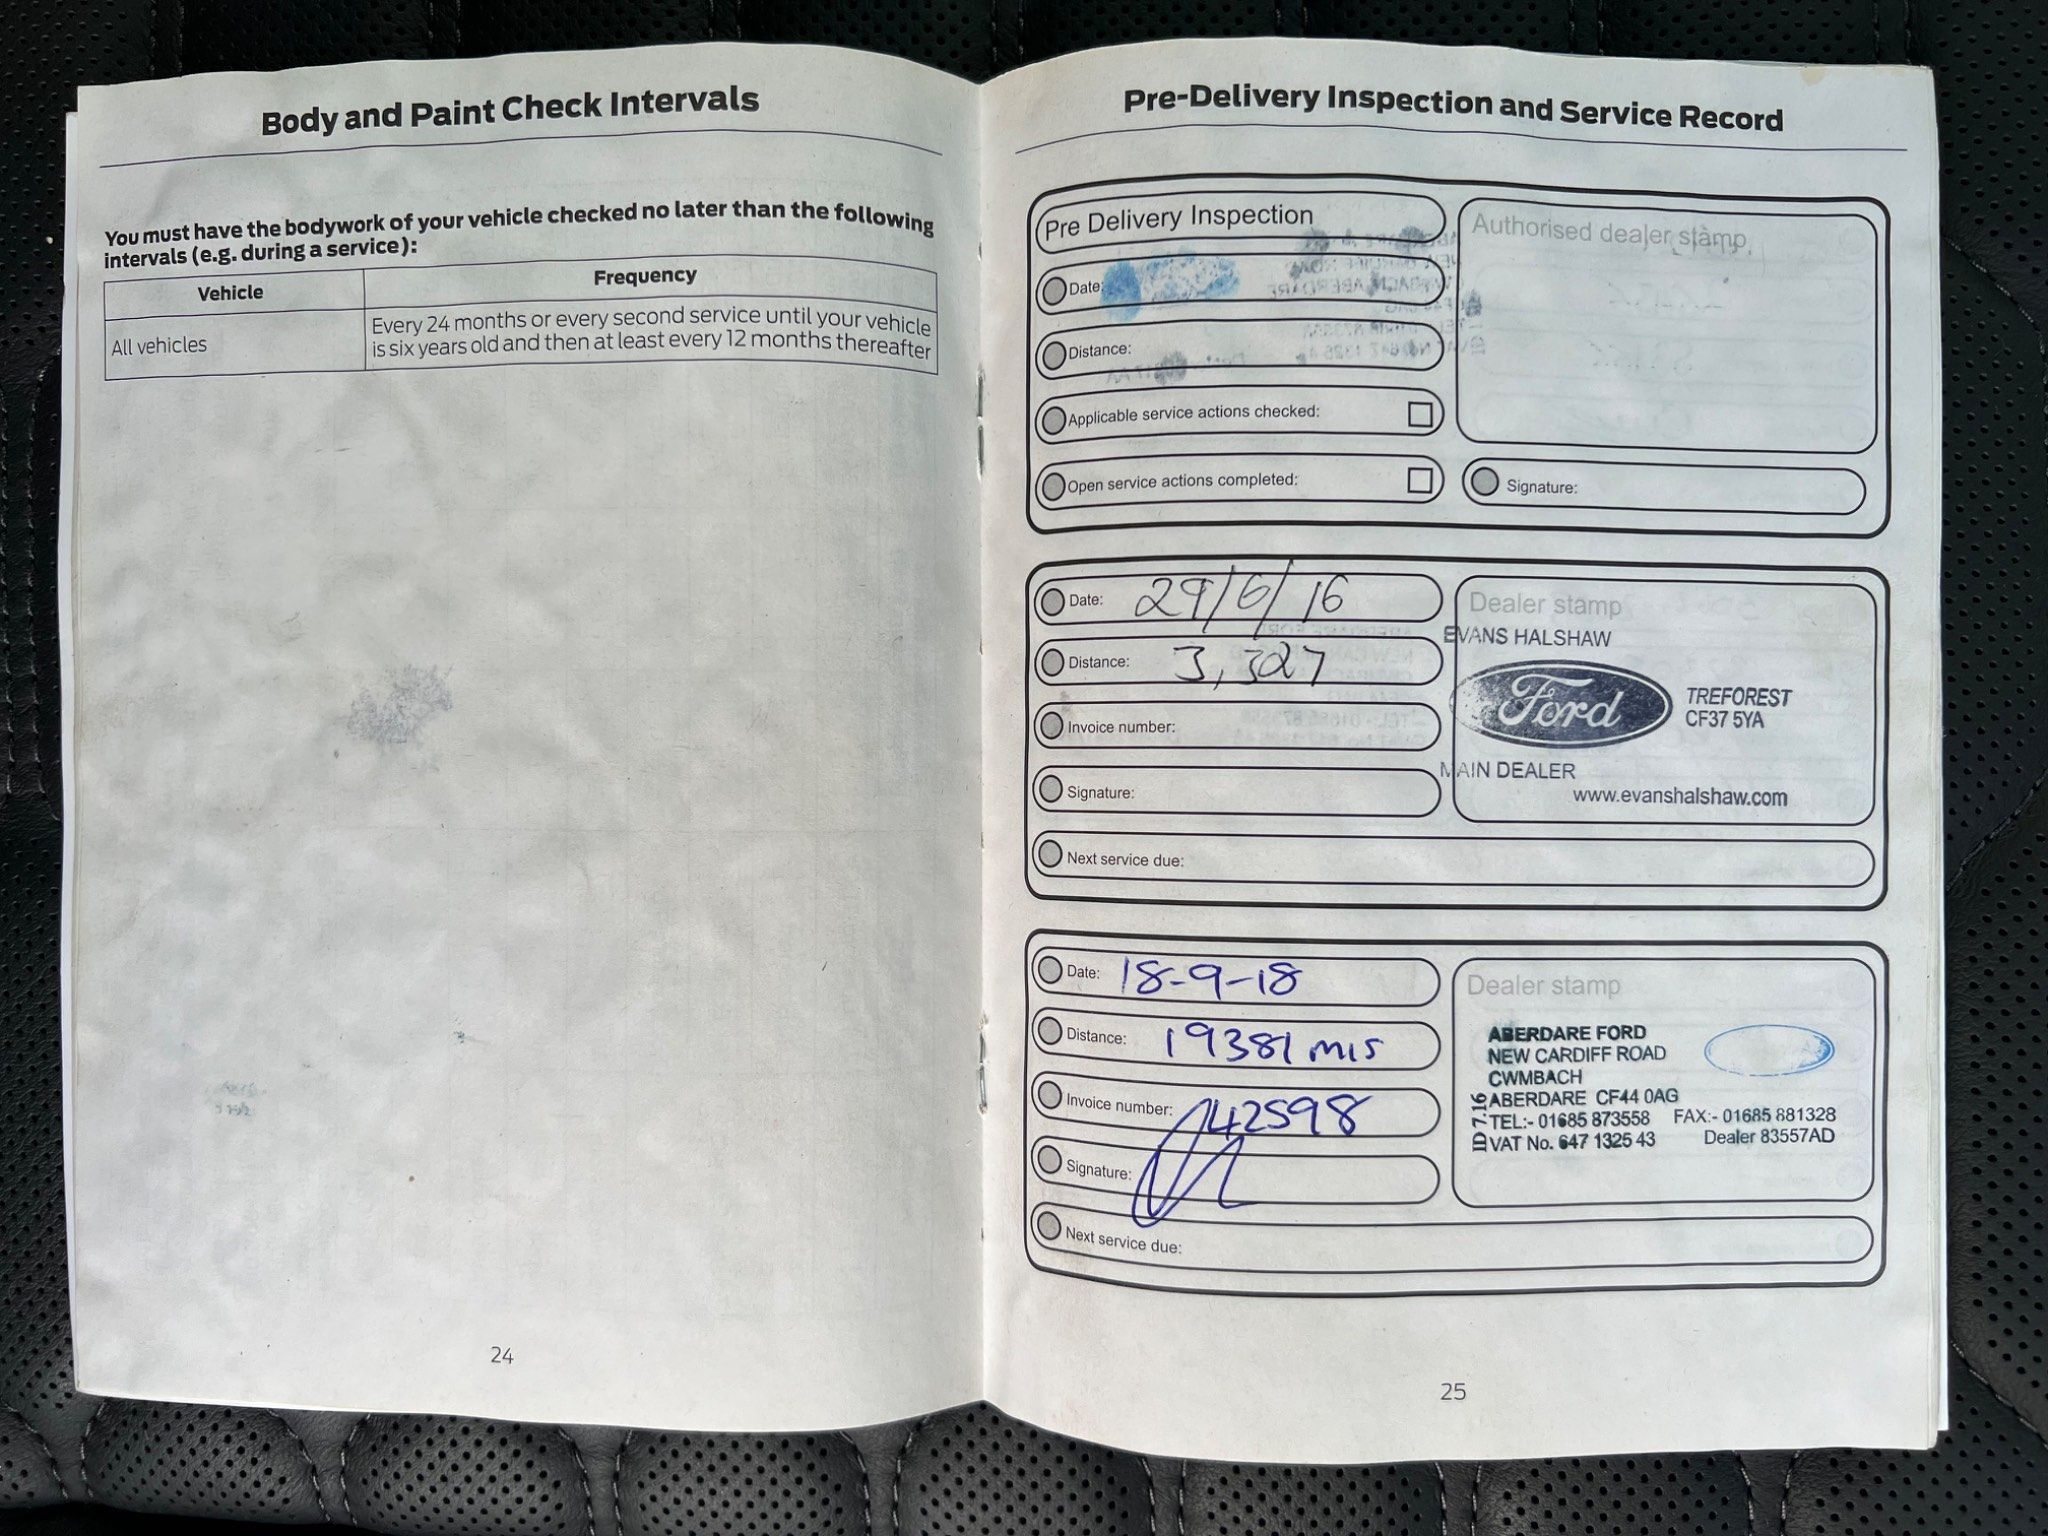 Body and Paint Check Intervals
You must have the bodywork of your vehicle checked no later than the following
intervals (e.g. during a service):
Vehicle
Frequency
All vehicles
Every 24 months or every second service until your vehicle
is six years old and then at least every 12 months thereafter
24
Pre-Delivery Inspection and Service Record
Pre Delivery Inspection
Date:
Distance:
Applicable service actions checked:
Open service actions completed:
Authorised dealer stamp
Signature:
Date: 29/6/16
Distance: 3,327
Invoice number:
Signature:
Next service due:
Dealer stamp
EVANS HALSHAW
Ford
TREFOREST
CF37 5YA
MAIN DEALER
www.evanshalshaw.com
Date: 18-9-18
Distance: 19381 mls
Invoice number: 142598
Signature:
Next service due:
Dealer stamp
ABERDARE FORD
NEW CARDIFF ROAD
CWMBACH
ABERDARE CF44 0AG
TEL:- 01685 873558 FAX:- 01685 881328
VAT No. 647 1325 43 Dealer 83557AD
ID 7.16
25